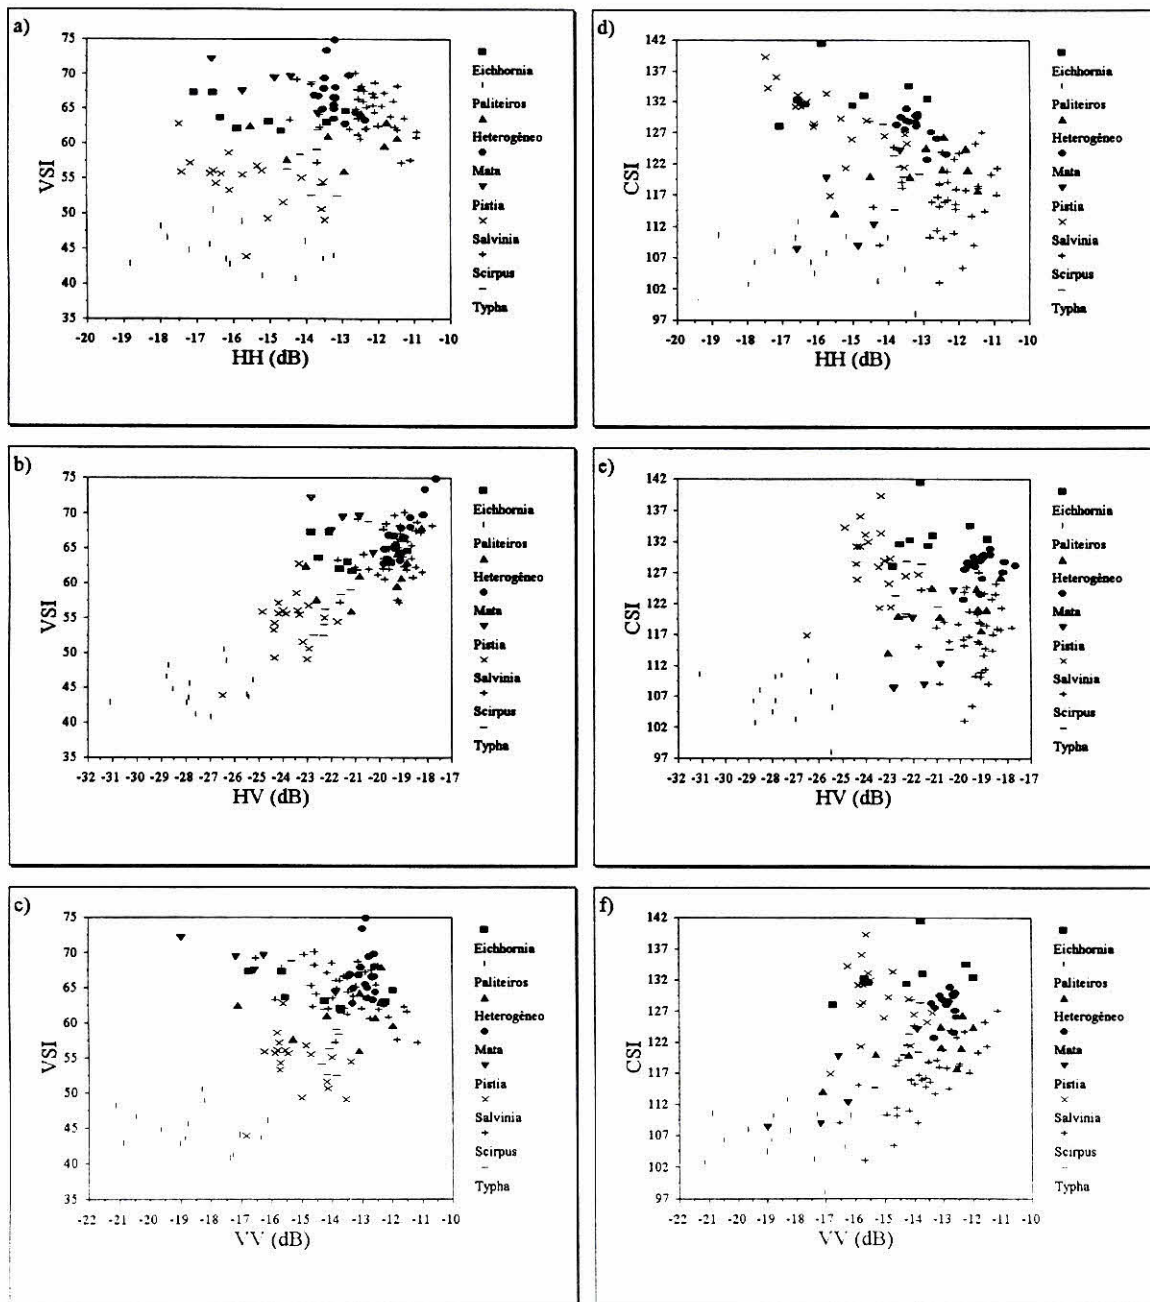 a)
75
70
65
60
55
50
45
40
35
VSI
-20 -19 -18 -17 -16 -15 -14 -13 -12 -11 -10
HH (dB)
Eichhornia
Paliteiros
Heterogêneo
Mata
Pistia
Salvinia
Scirpus
Typha
d)
142
137
132
127
122
117
112
107
102
97
CSI
-20 -19 -18 -17 -16 -15 -14 -13 -12 -11 -10
HH (dB)
Eichhornia
Paliteiros
Heterogêneo
Mata
Pistia
Salvinia
Scirpus
Typha
b)
75
70
65
60
55
50
45
40
35
VSI
-32 -31 -30 -29 -28 -26 -25 -24 -23 -22 -21 -20 -19 -18 -17
HV (dB)
Eichhornia
Paliteiros
Heterogêneo
Mata
Pistia
Salvinia
Scirpus
Typha
e)
142
137
132
127
122
117
112
107
102
97
CSI
-32 -31 -30 -29 -28 -26 -25 -24 -23 -22 -21 -20 -19 -18 -17
HV (dB)
Eichhornia
Paliteiros
Heterogêneo
Mata
Pistia
Salvinia
Scirpus
Typha
c)
75
70
65
60
55
50
45
40
35
VSI
-22 -21 -20 -19 -18 -17 -16 -15 -14 -13 -12 -11 -10
VV (dB)
Eichhornia
Paliteiros
Heterogêneo
Mata
Pistia
Salvinia
Scirpus
Typha
f)
142
137
132
127
122
117
112
107
102
97
CSI
-22 -21 -20 -19 -18 -17 -16 -15 -14 -13 -12 -11 -10
VV (dB)
Eichhornia
Paliteiros
Heterogêneo
Mata
Pistia
Salvinia
Scirpus
Typha